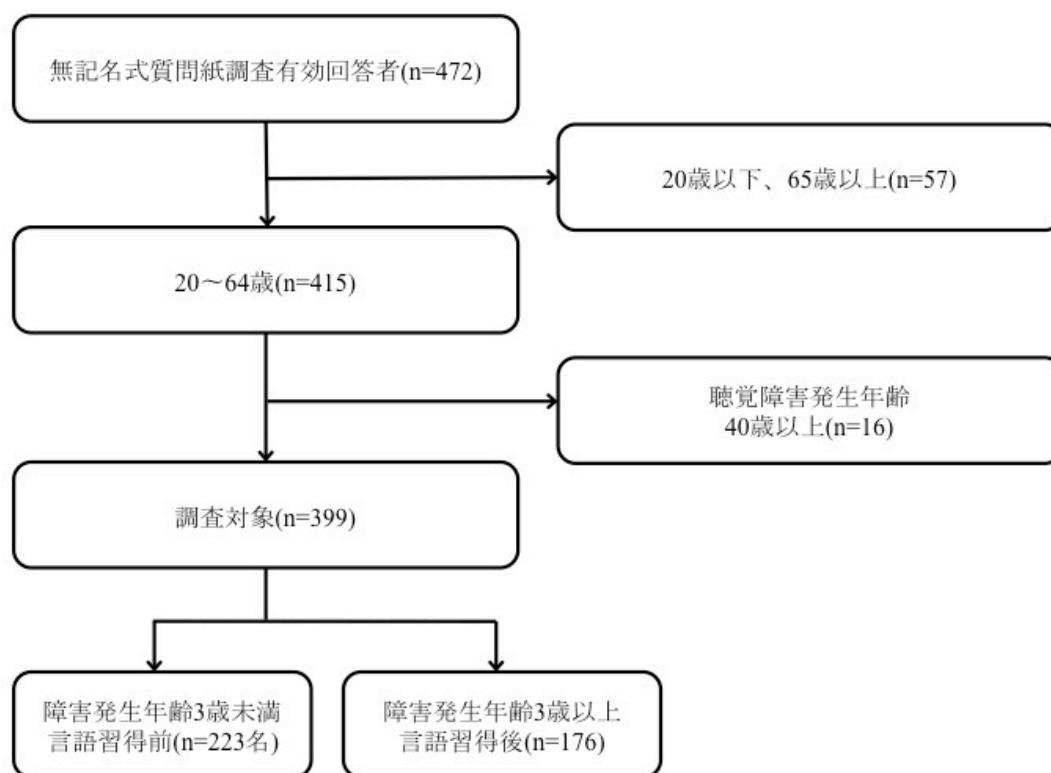 無記名式質問紙調査有効回答者(n=472)
20歳以下、65歳以上(n=57)
20～64歳(n=415)
聴覚障害発生年齢
40歳以上(n=16)
調査対象(n=399)
障害発生年齢3歳未満
言語習得前(n=223名)
障害発生年齢3歳以上
言語習得後(n=176)